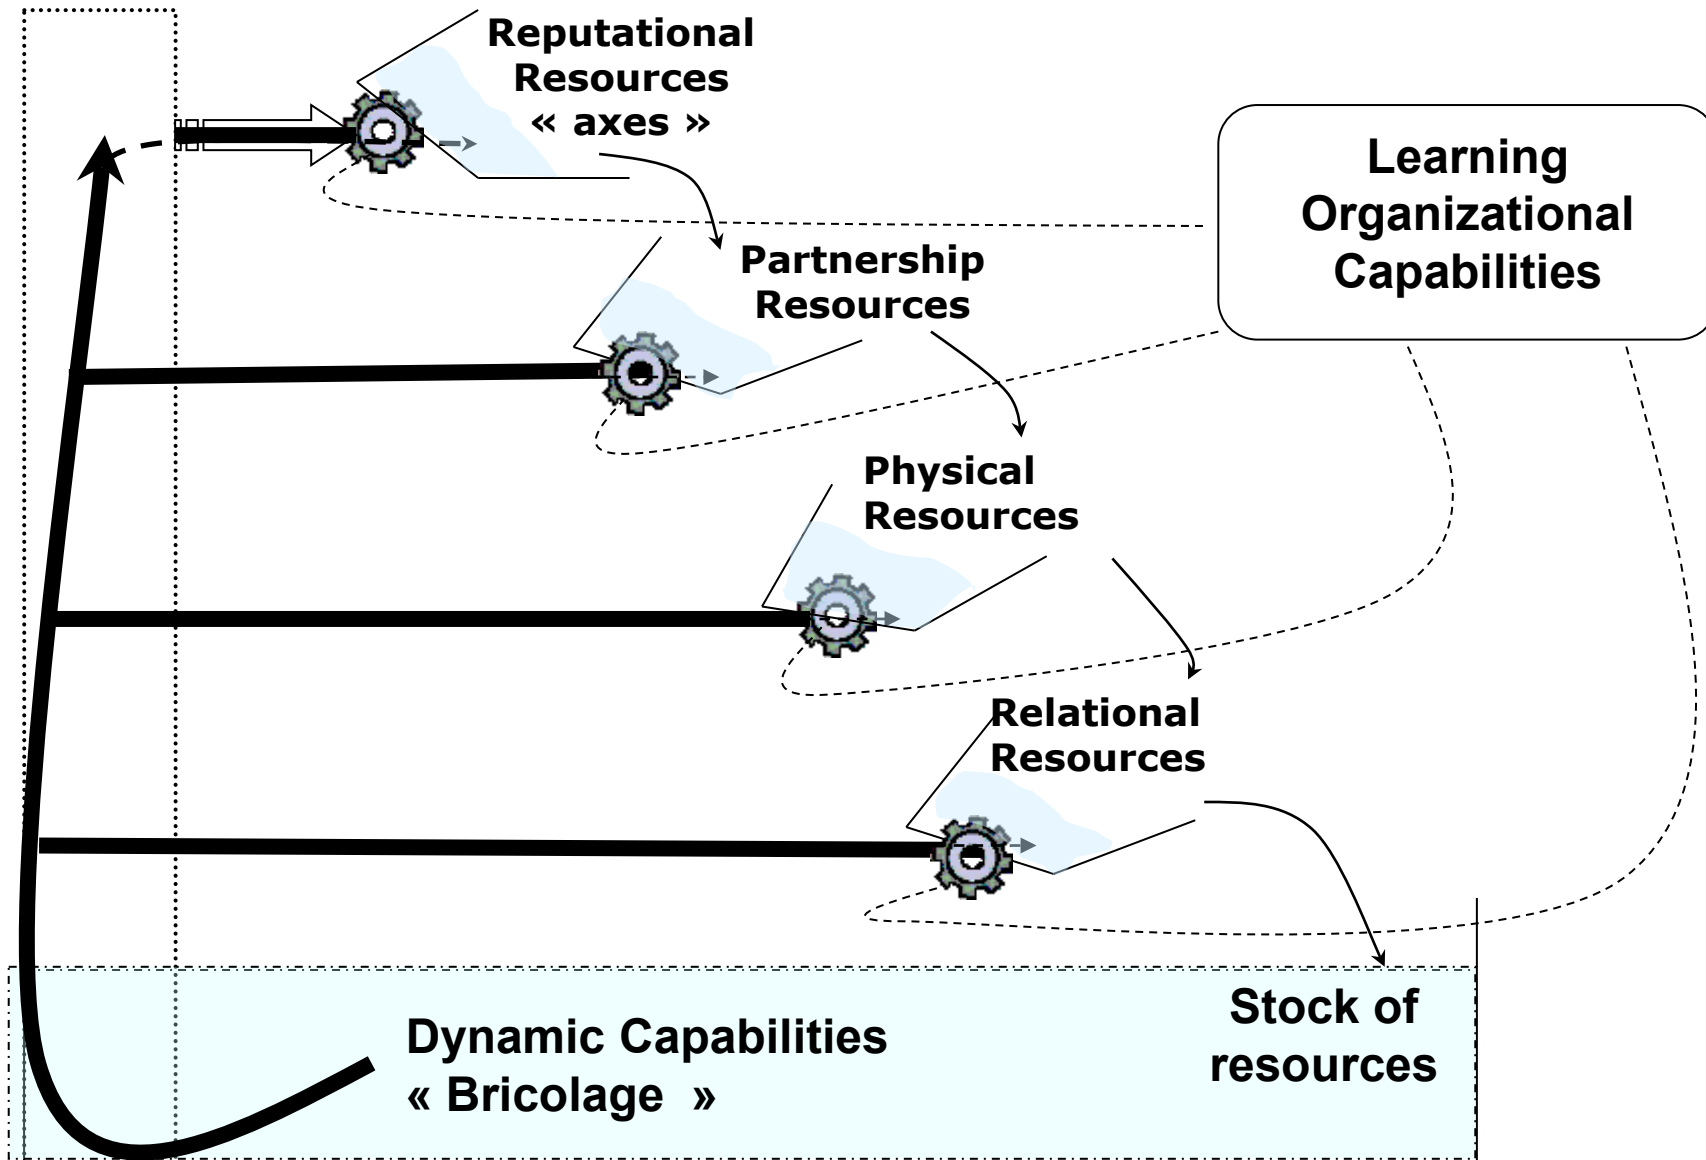 Reputational
Resources
« axes »
Learning
Organizational
Capabilities
Partnership
Resources
Physical
Resources
Relational
Resources
Stock of
resources
Dynamic Capabilities
« Bricolage  »